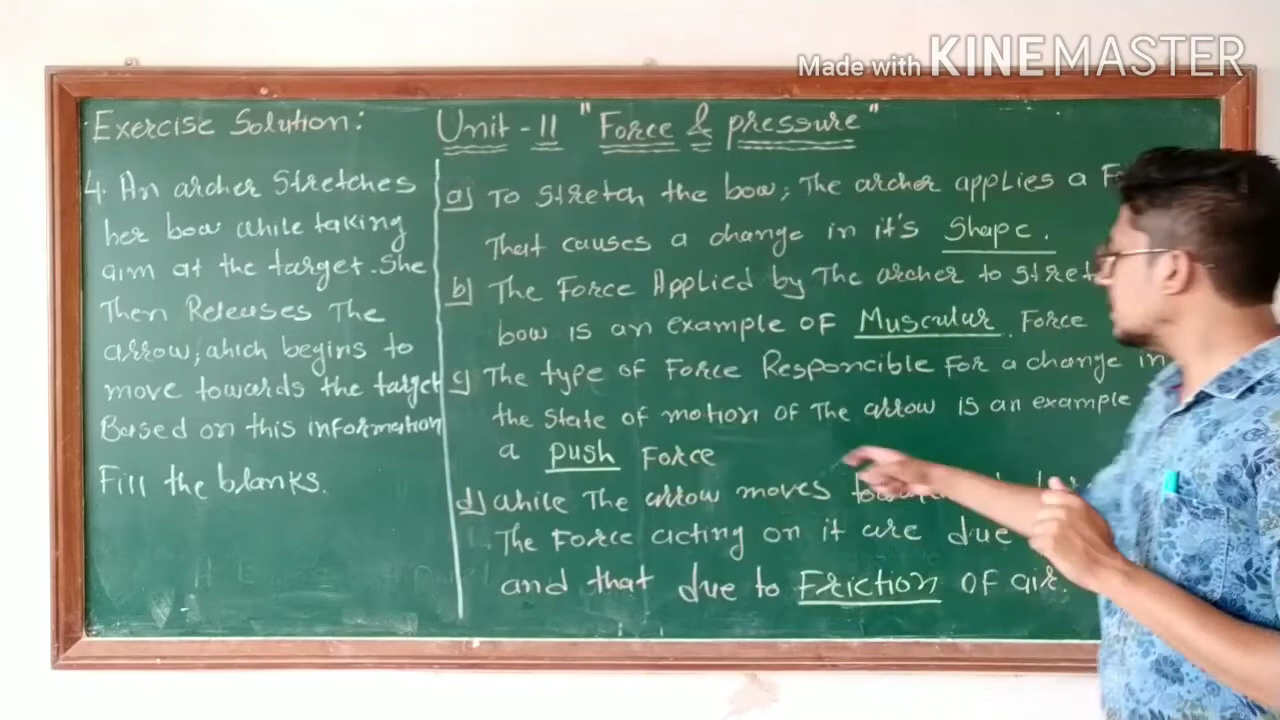 Made with KINEMASTER
Exercise Solution:
Unit - 11 "Force & pressure"
4. An archer Stretches
her bow while taking
aim at the target. She
Then Releases The
arrow; which begins to
move towards the target
Based on this information
Fill the blanks.
a) To Stretch the bow; The archer applies a
That causes a change in it's Shape.
b) The Force Applied by The archer to
bow is an example of Muscular. Force
c) The type of Force Responcible For a change in
the State of motion of The arrow is an example
a push Force
d) While The arrow moves
The Force acting on it are due
and that due to Friction of air.